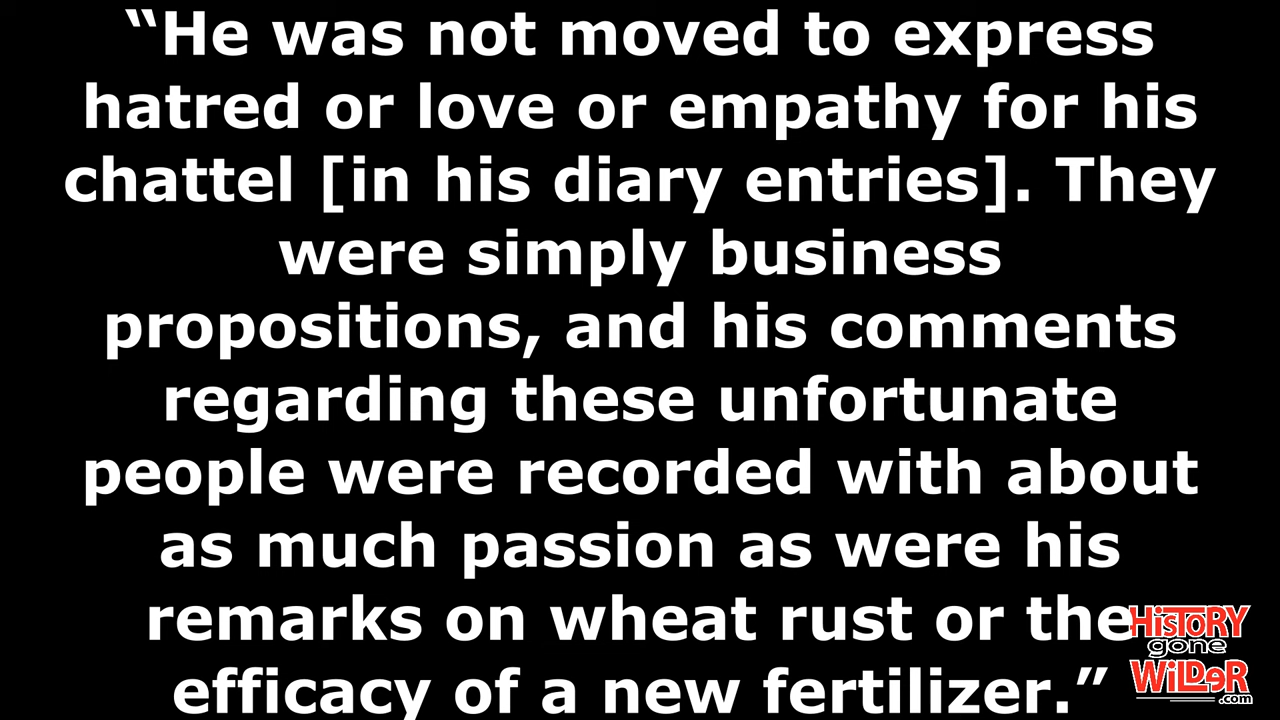 “He was not moved to express
hatred or love or empathy for his
chattel [in his diary entries]. They
were simply business
propositions, and his comments
regarding these unfortunate
people were recorded with about
as much passion as were his
remarks on wheat rust or the
efficacy of a new fertilizer.”
HiSTORY
gone
WiLDeR
.com